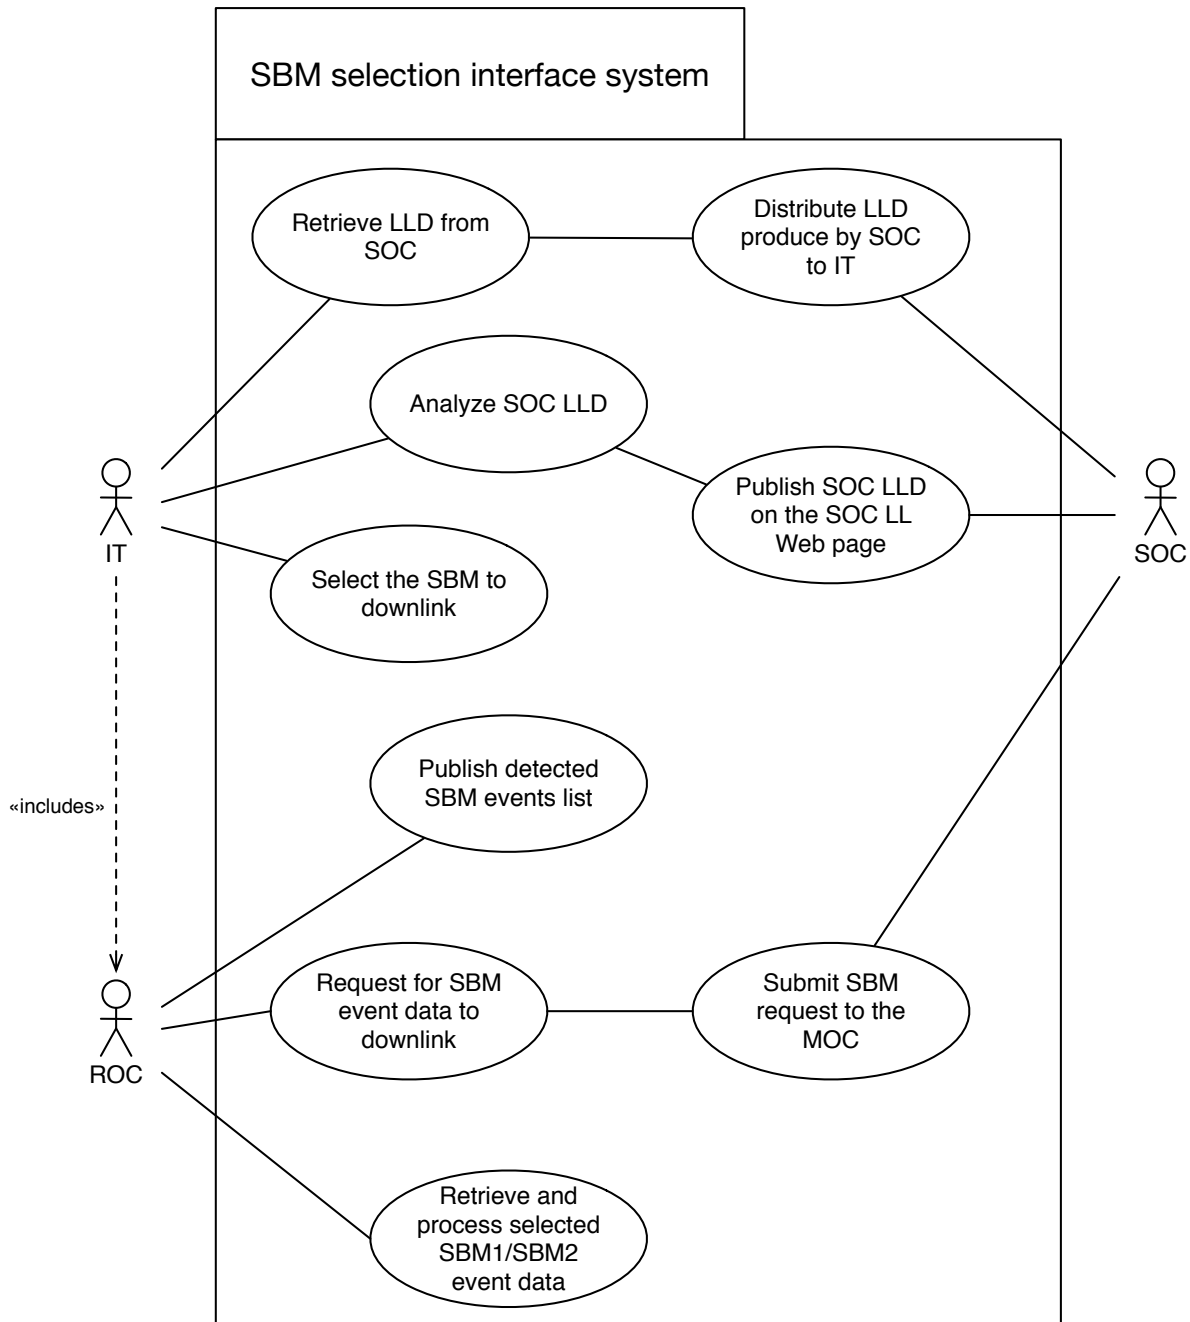 SBM selection interface system
Retrieve LLD from
SOC
Distribute LLD
produce by SOC
to IT
Analyze SOC LLD
Publish SOC LLD
on the SOC LL
Web page
IT
SOC
Select the SBM to
downlink
Publish detected
SBM events list
«includes»
Request for SBM
event data to
downlink
Submit SBM
request to the
MOC
ROC
Retrieve and
process selected
SBM1/SBM2
event data